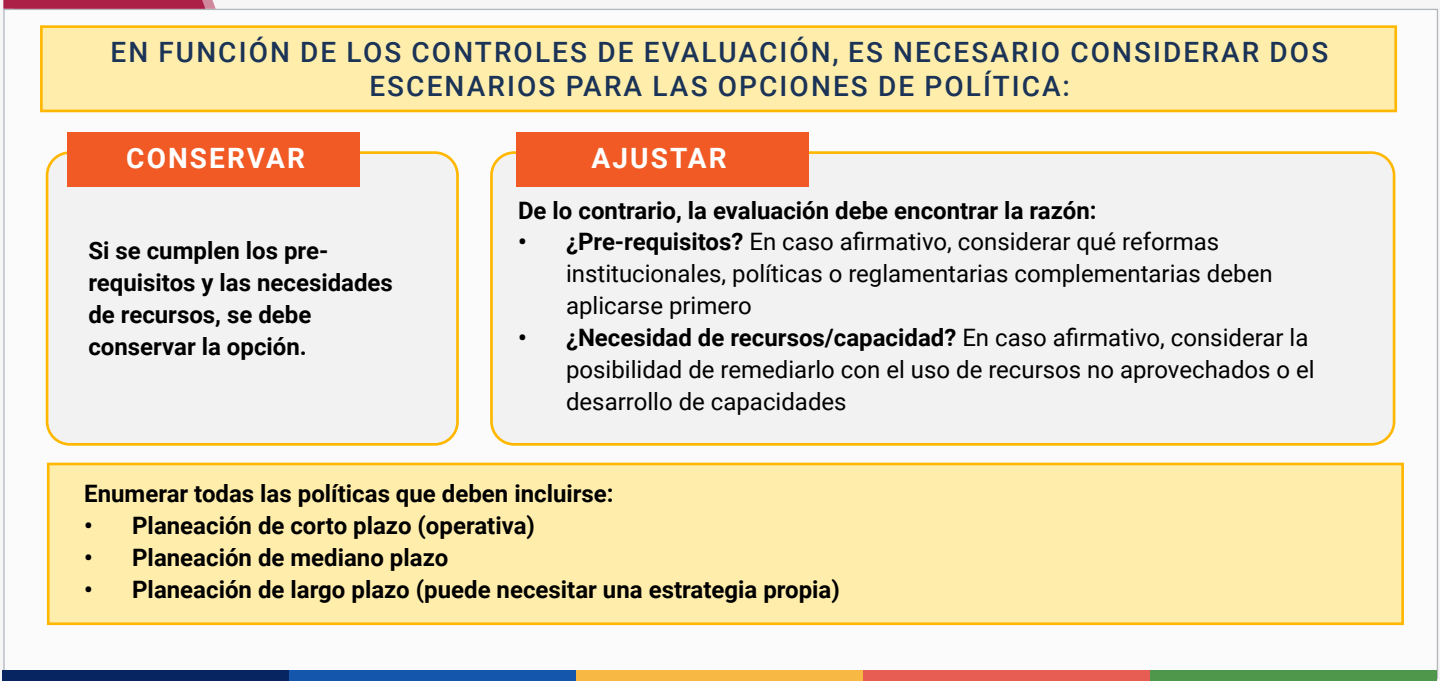 EN FUNCIÓN DE LOS CONTROLES DE EVALUACIÓN, ES NECESARIO CONSIDERAR DOS
ESCENARIOS PARA LAS OPCIONES DE POLÍTICA:
CONSERVAR
Si se cumplen los pre-
requisitos y las necesidades
de recursos, se debe
conservar la opción.
AJUSTAR
De lo contrario, la evaluación debe encontrar la razón:
• ¿Pre-requisitos? En caso afirmativo, considerar qué reformas
institucionales, políticas o reglamentarias complementarias deben
aplicarse primero
• ¿Necesidad de recursos/capacidad? En caso afirmativo, considerar la
posibilidad de remediarlo con el uso de recursos no aprovechados o el
desarrollo de capacidades
Enumerar todas las políticas que deben incluirse:
• Planeación de corto plazo (operativa)
• Planeación de mediano plazo
• Planeación de largo plazo (puede necesitar una estrategia propia)